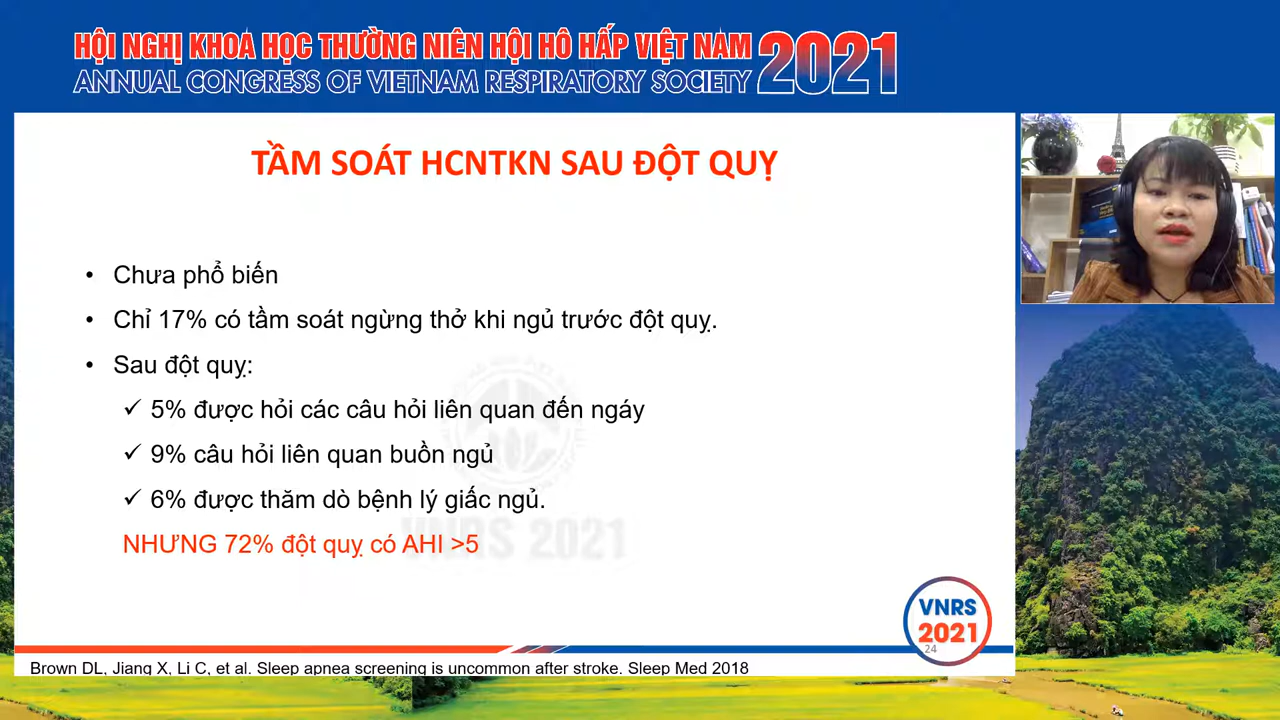 HỘI NGHỊ KHOA HỌC THƯỜNG NIÊN HỘI HÔ HẤP VIỆT NAM 2021
ANNUAL CONGRESS OF VIETNAM RESPIRATORY SOCIETY
TẦM SOÁT HCNTKN SAU ĐỘT QUỴ
• Chưa phổ biến
• Chỉ 17% có tầm soát ngừng thở khi ngủ trước đột quỵ.
• Sau đột quỵ:
✓ 5% được hỏi các câu hỏi liên quan đến ngáy
✓ 9% câu hỏi liên quan buồn ngủ
✓ 6% được thăm dò bệnh lý giấc ngủ.
NHƯNG 72% đột quỵ có AHI >5
VNRS 2021
VNRS
2021
24
Brown DL, Jiang X, Li C, et al. Sleep apnea screening is uncommon after stroke. Sleep Med 2018